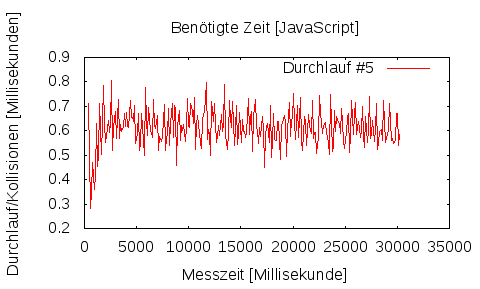 Benötigte Zeit [JavaScript]
Durchlauf/Kollisionen [Millisekunden]
0.9
0.8
0.7
0.6
0.5
0.4
0.3
0.2
Durchlauf #5
0 5000 10000 15000 20000 25000 30000 35000
Messzeit [Millisekunde]